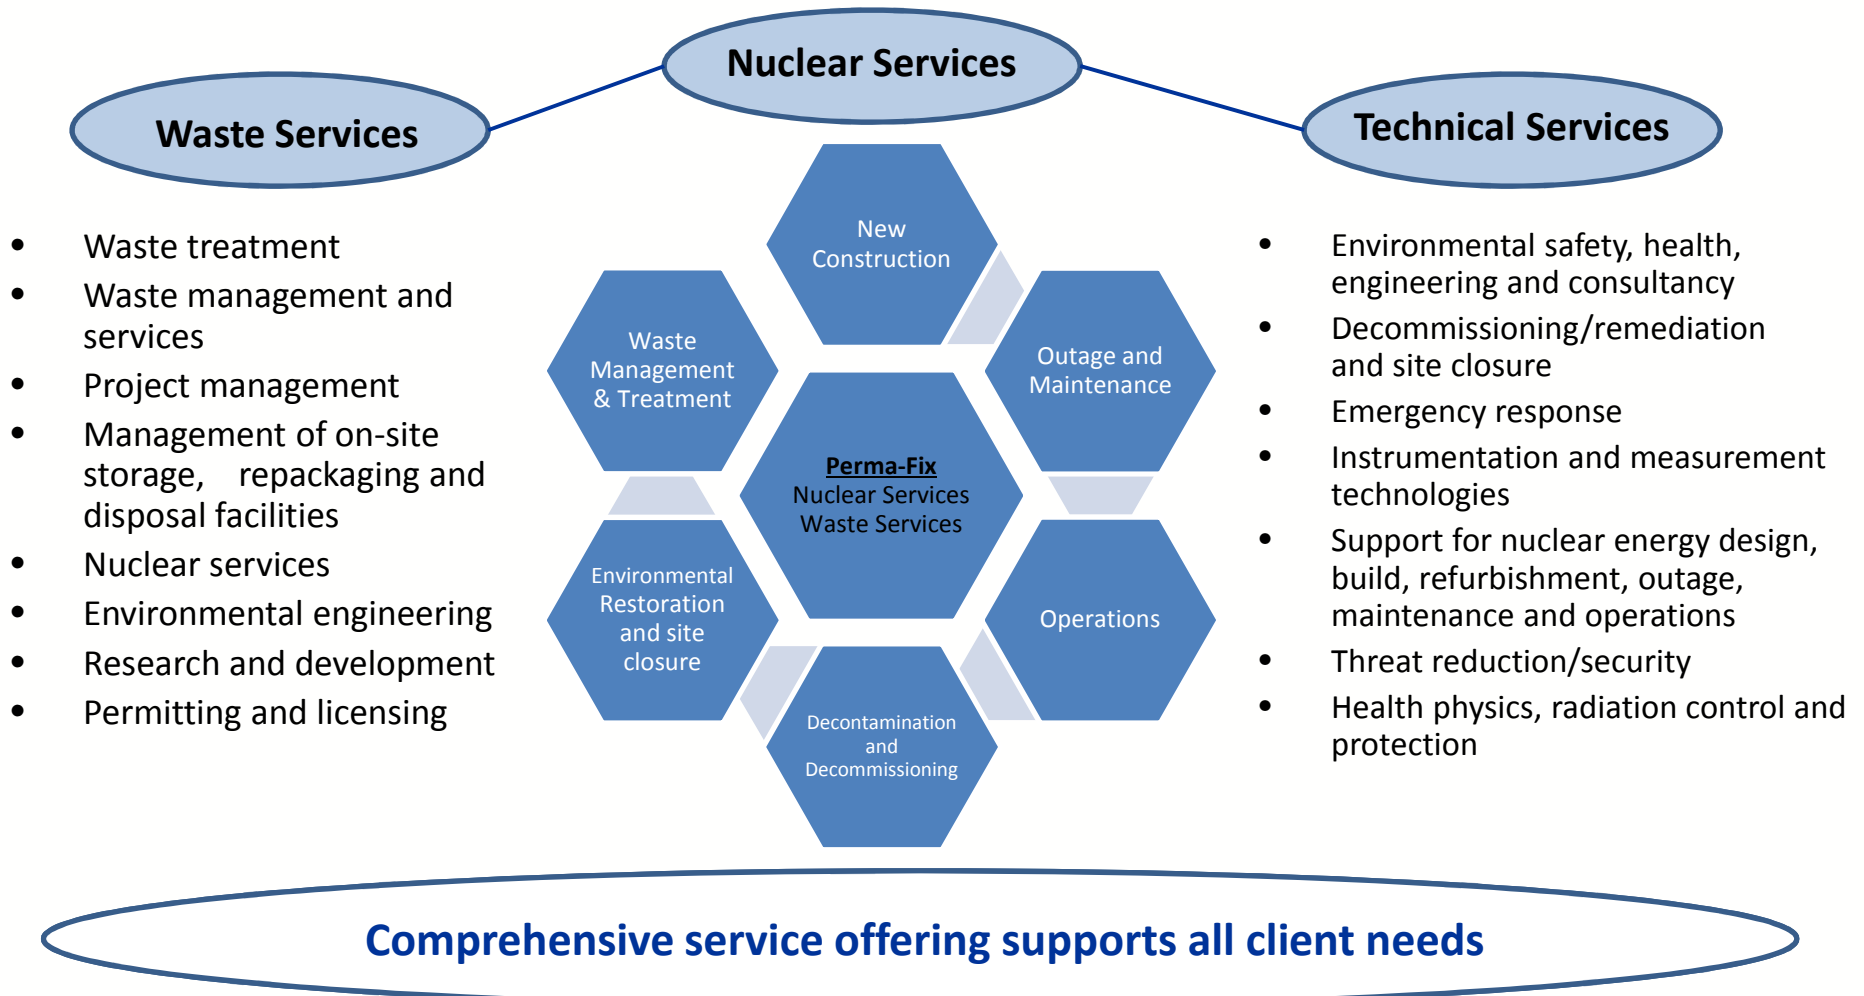 Nuclear Services
Waste Services
Technical Services
• Waste treatment
• Waste management and
services
• Project management
• Management of on-site
storage, repackaging and
disposal facilities
• Nuclear services
• Environmental engineering
• Research and development
• Permitting and licensing
New
Construction
Outage and
Maintenance
Operations
Decontamination
and
Decommissioning
Environmental
Restoration
and site
closure
Waste
Management
& Treatment
Perma-Fix
Nuclear Services
Waste Services
• Environmental safety, health,
engineering and consultancy
• Decommissioning/remediation
and site closure
• Emergency response
• Instrumentation and measurement
technologies
• Support for nuclear energy design,
build, refurbishment, outage,
maintenance and operations
• Threat reduction/security
• Health physics, radiation control and
protection
Comprehensive service offering supports all client needs